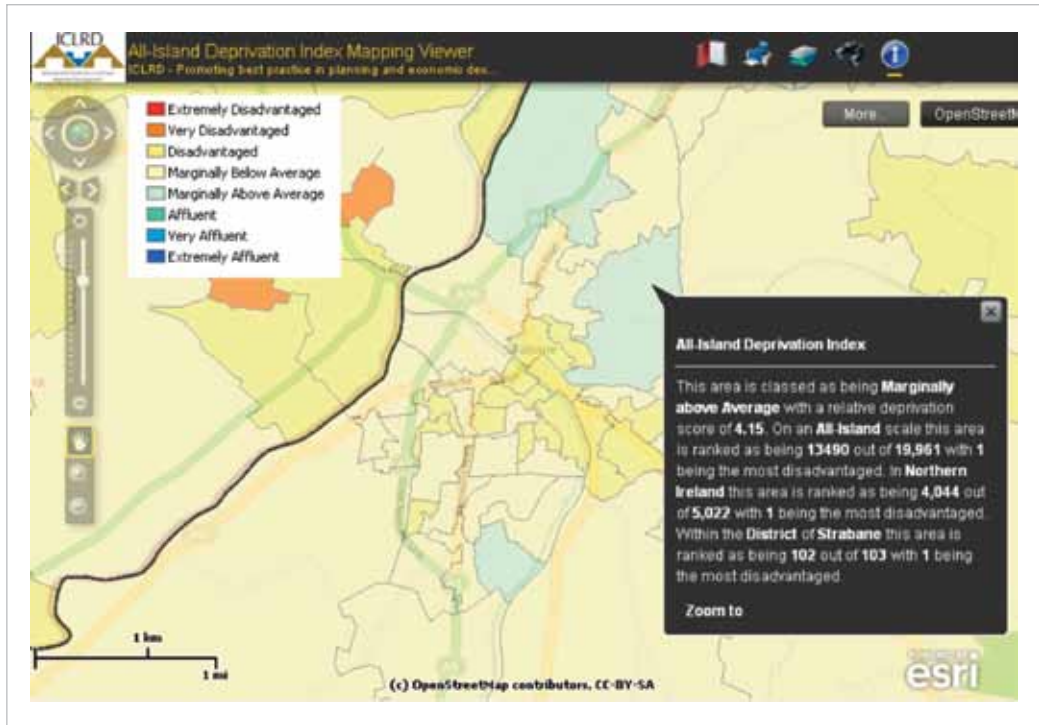 ICLRD
All-Island Deprivation Index Mapping Viewer
ICLRD - Promoting best practice in planning and economic dev...
Extremely Disadvantaged
Very Disadvantaged
Disadvantaged
Marginally Below Average
Marginally Above Average
Affluent
Very Affluent
Extremely Affluent
More...
OpenStreetM
All-Island Deprivation Index
This area is classed as being Marginally
above Average with a relative deprivation
score of 4.15. On an All-Island scale this area
is ranked as being 13490 out of 19,961 with 1
being the most disadvantaged. In Northern
Ireland this area is ranked as being 4,044 out
of 5,022 with 1 being the most disadvantaged.
Within the District of Strabane this area is
ranked as being 102 out of 103 with 1 being
the most disadvantaged
Zoom to
1 km
1 mi
(c) OpenStreetMap contributors, CC-BY-SA
esri